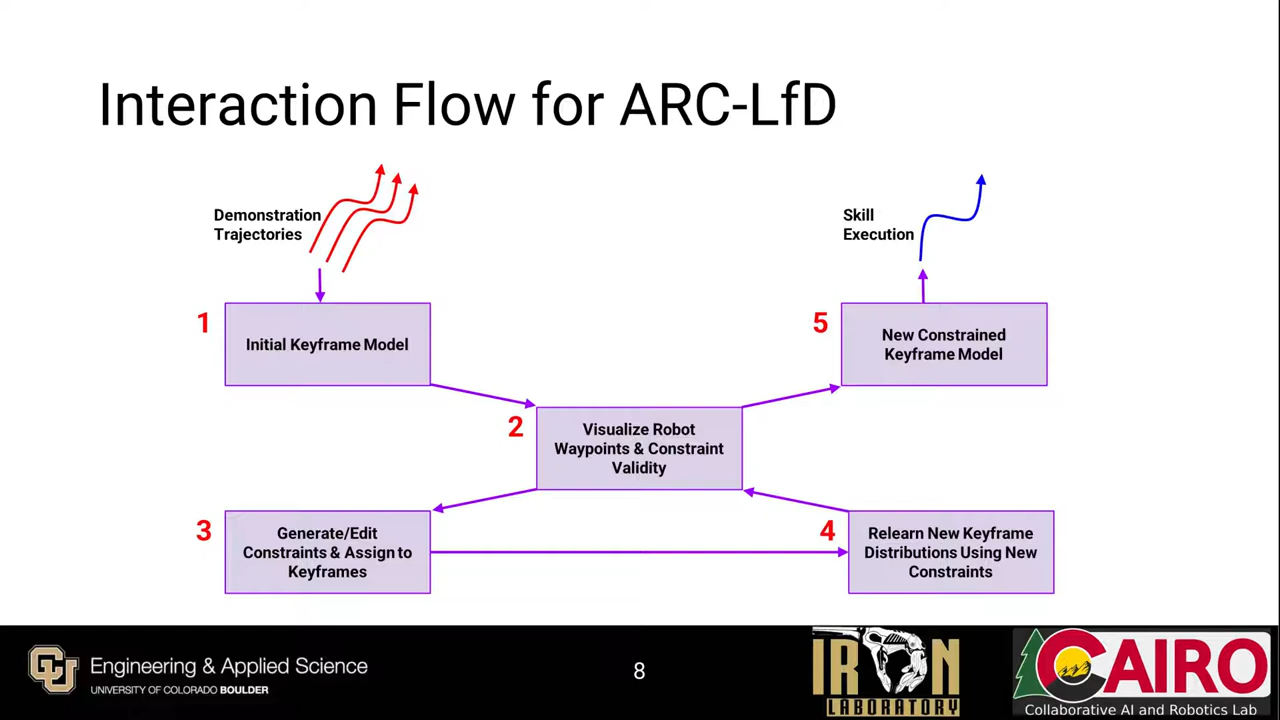 Interaction Flow for ARC-LfD
Demonstration
Trajectories
Skill
Execution
1
Initial Keyframe Model
5
New Constrained
Keyframe Model
2
Visualize Robot
Waypoints & Constraint
Validity
3
Generate/Edit
Constraints & Assign to
Keyframes
4
Relearn New Keyframe
Distributions Using New
Constraints
CU
Engineering & Applied Science
UNIVERSITY OF COLORADO BOULDER
8
IRON
LABORATORY
CAIRO
Collaborative AI and Robotics Lab